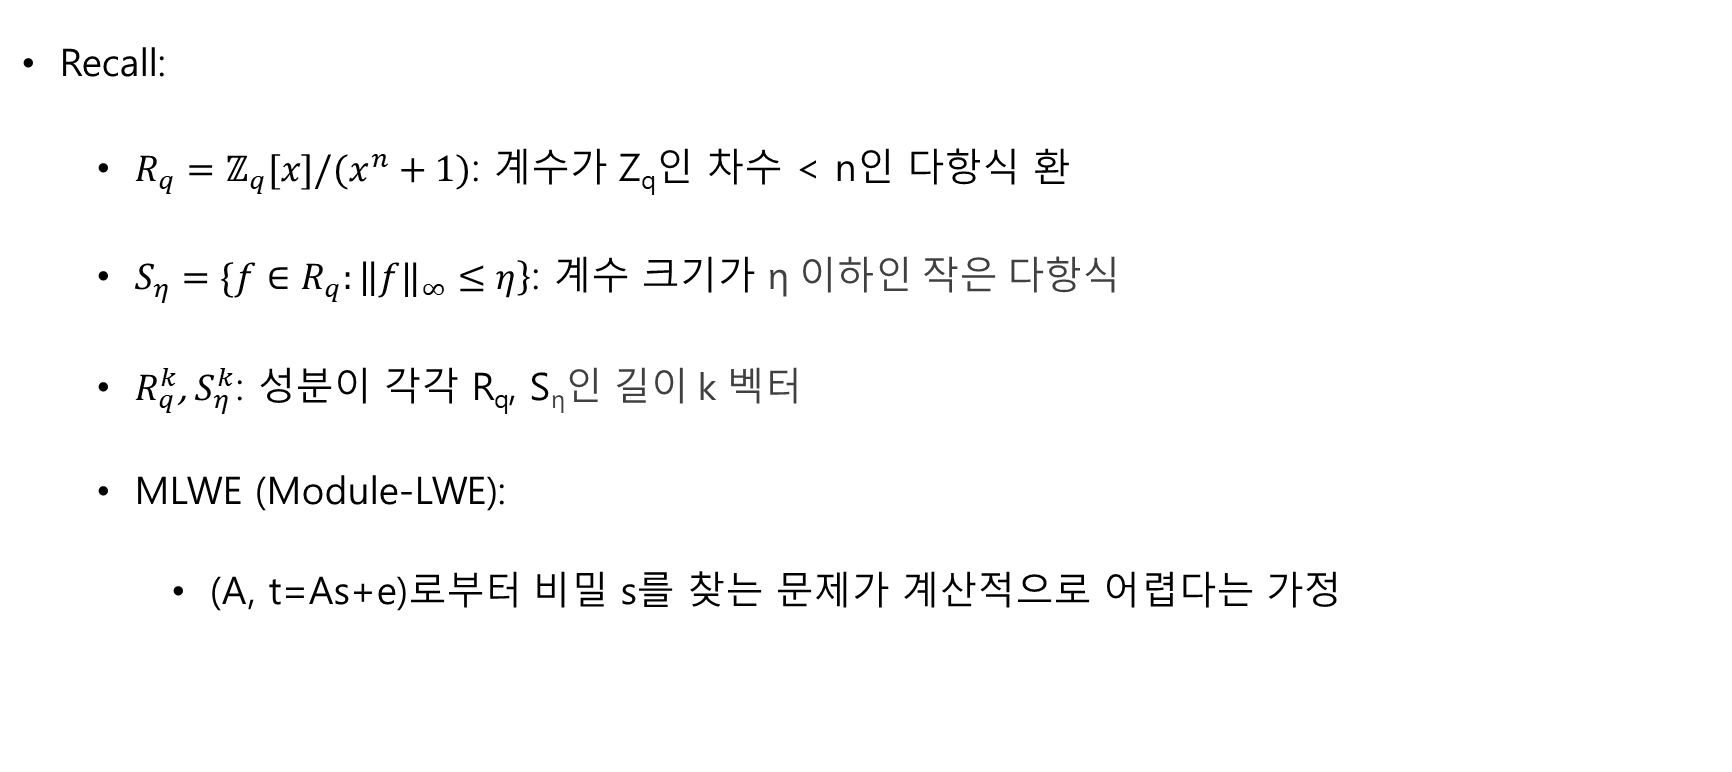 • Recall:
• R_q = ℤ_q[x]/(x^n + 1): 계수가 Z_q인 차수 < n인 다항식 환
• S_η = {f ∈ R_q: ‖f‖_∞ ≤ η}: 계수 크기가 η 이하인 작은 다항식
• R_q^k, S_η^k: 성분이 각각 R_q, S_η인 길이 k 벡터
• MLWE (Module-LWE):
• (A, t=As+e)로부터 비밀 s를 찾는 문제가 계산적으로 어렵다는 가정